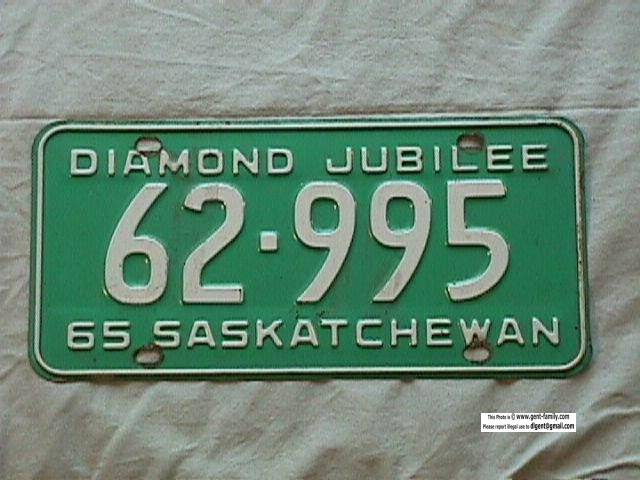 DIAMOND JUBILEE
62-995
65 SASKATCHEWAN
This Photo is © www.gent-family.com
Please report illegal use to dlgent@gmail.com